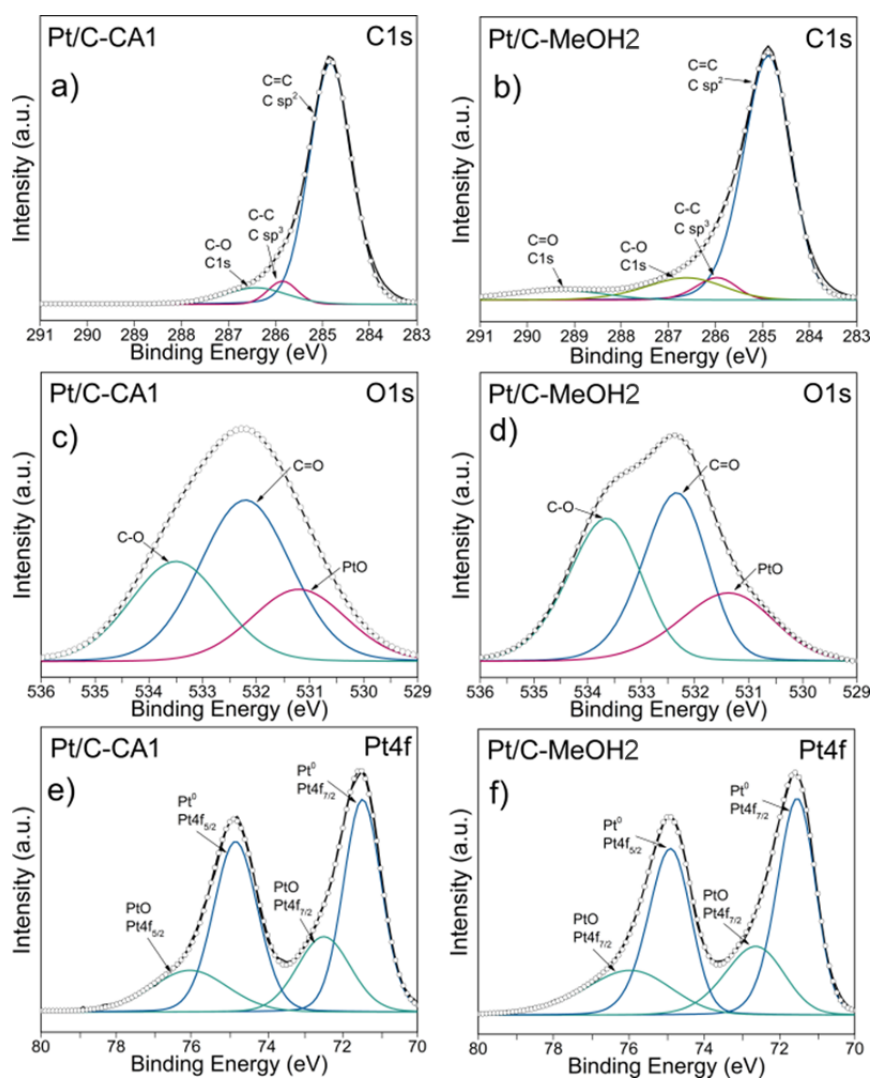 Pt/C-CA1 C1s
a)
C=C
C sp²
C-C
C sp³
C-O
C1s
Intensity (a.u.)
291 290 289 288 287 286 285 284 283
Binding Energy (eV)
Pt/C-MeOH2 C1s
b)
C=C
C sp²
C-C
C sp³
C-O
C1s
C=O
C1s
Intensity (a.u.)
291 290 289 288 287 286 285 284 283
Binding Energy (eV)
Pt/C-CA1 O1s
c)
C=O
C-O
PtO
Intensity (a.u.)
536 535 534 533 532 531 530 529
Binding Energy (eV)
Pt/C-MeOH2 O1s
d)
C=O
C-O
PtO
Intensity (a.u.)
536 535 534 533 532 531 530 529
Binding Energy (eV)
Pt/C-CA1 Pt4f
e)
Pt⁰
Pt4f₇/₂
Pt⁰
Pt4f₅/₂
PtO
Pt4f₇/₂
PtO
Pt4f₅/₂
Intensity (a.u.)
80 78 76 74 72 70
Binding Energy (eV)
Pt/C-MeOH2 Pt4f
f)
Pt⁰
Pt4f₇/₂
Pt⁰
Pt4f₅/₂
PtO
Pt4f₇/₂
PtO
Pt4f₇/₂
Intensity (a.u.)
80 78 76 74 72 70
Binding Energy (eV)